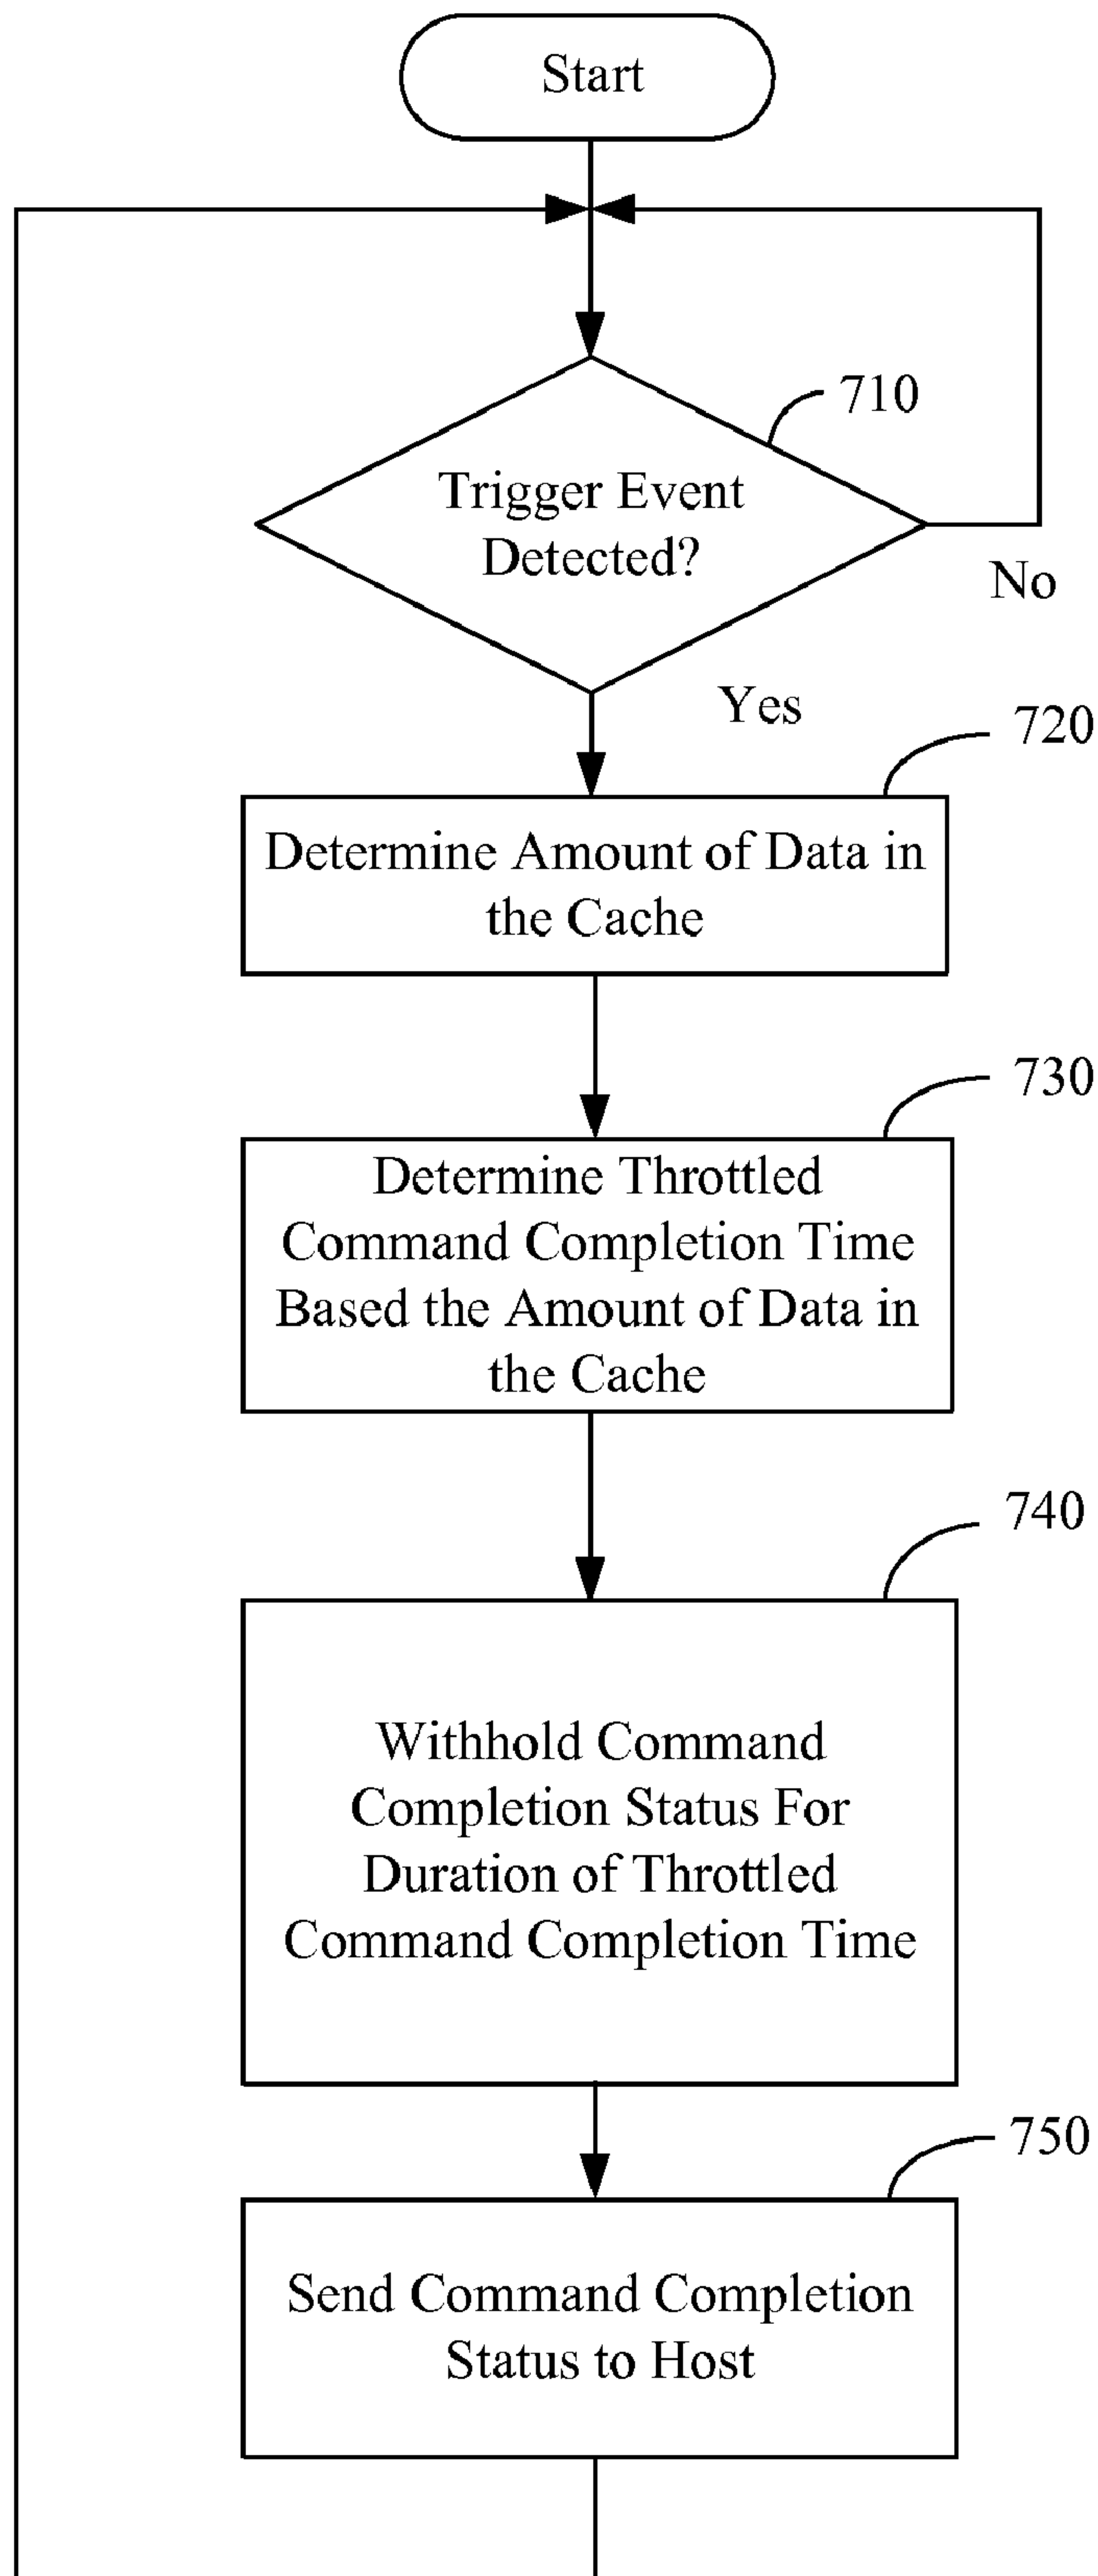 Start
710
Trigger Event
Detected?
No
Yes
720
Determine Amount of Data in
the Cache
730
Determine Throttled
Command Completion Time
Based the Amount of Data in
the Cache
740
Withhold Command
Completion Status For
Duration of Throttled
Command Completion Time
750
Send Command Completion
Status to Host